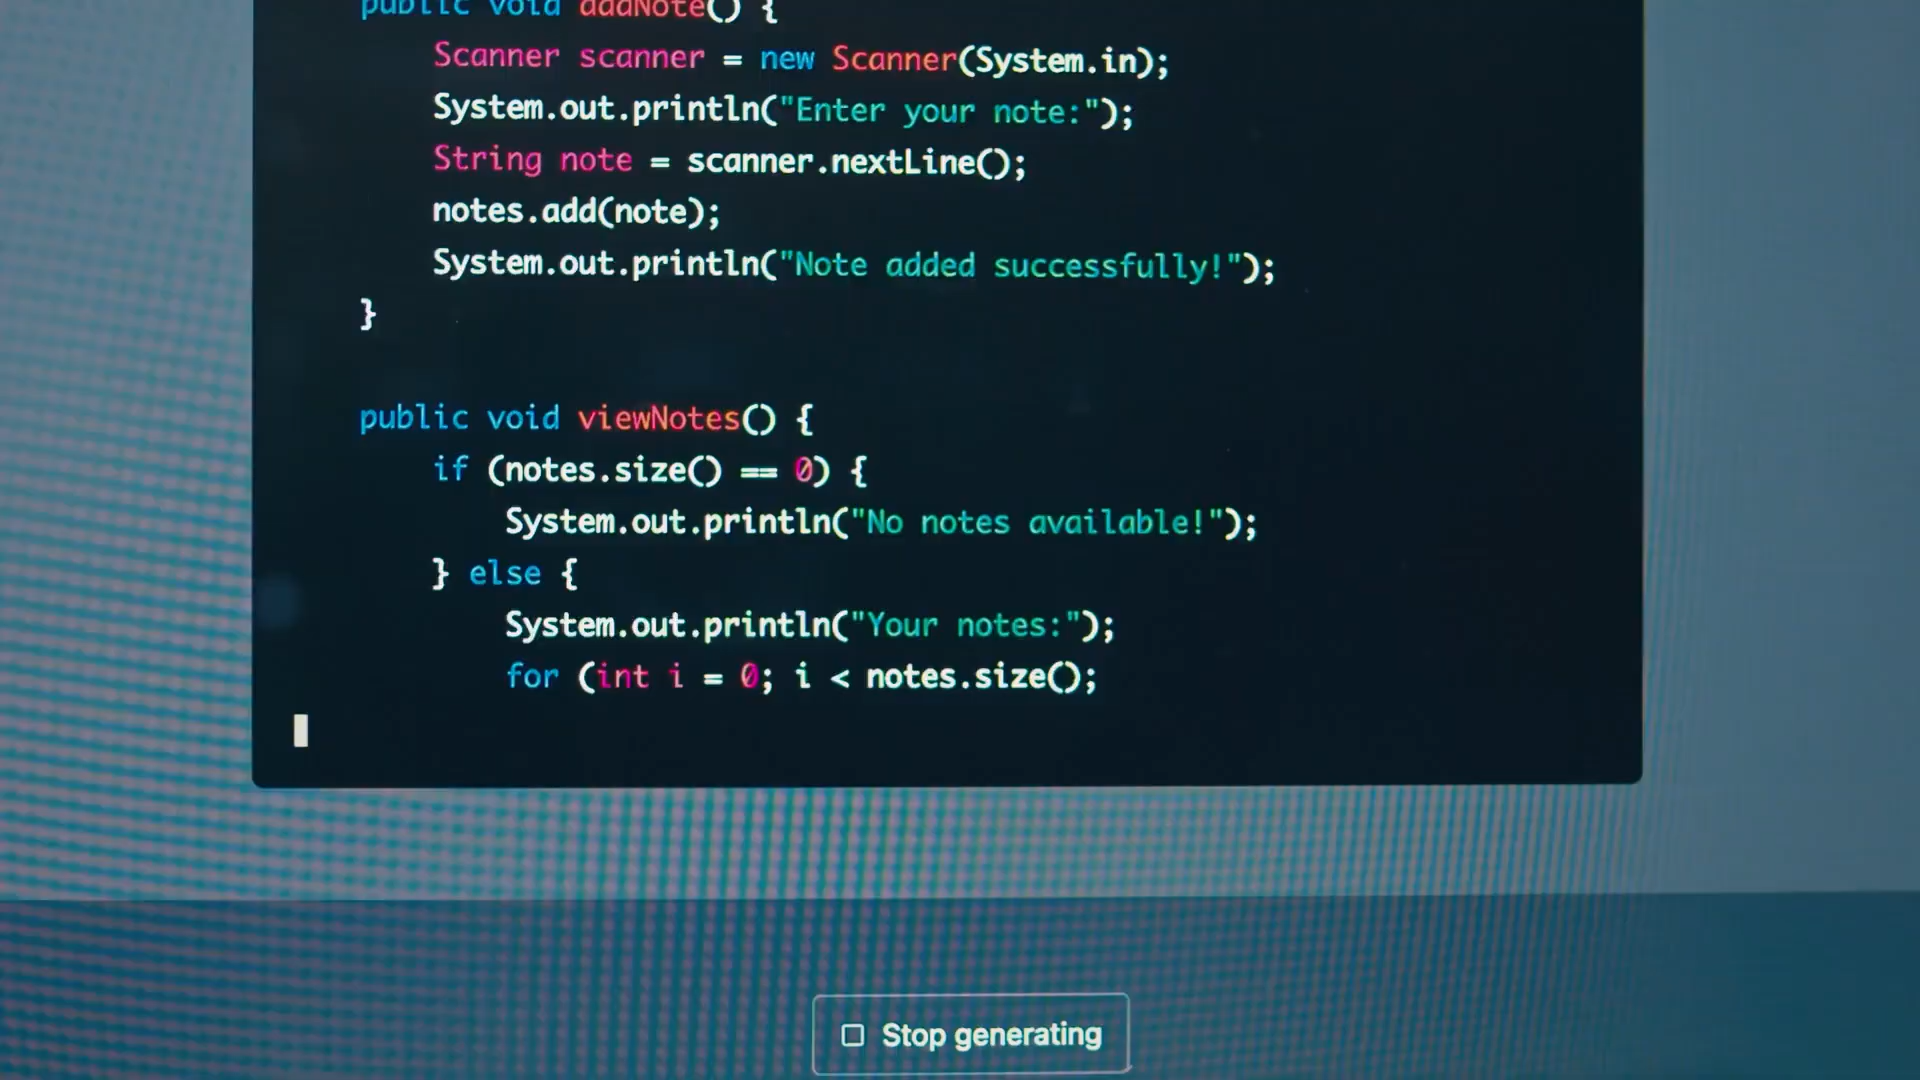 public void addNote() {
Scanner scanner = new Scanner(System.in);
System.out.println("Enter your note:");
String note = scanner.nextLine();
notes.add(note);
System.out.println("Note added successfully!");
}
public void viewNotes() {
if (notes.size() == 0) {
System.out.println("No notes available!");
} else {
System.out.println("Your notes:");
for (int i = 0; i < notes.size();
Stop generating